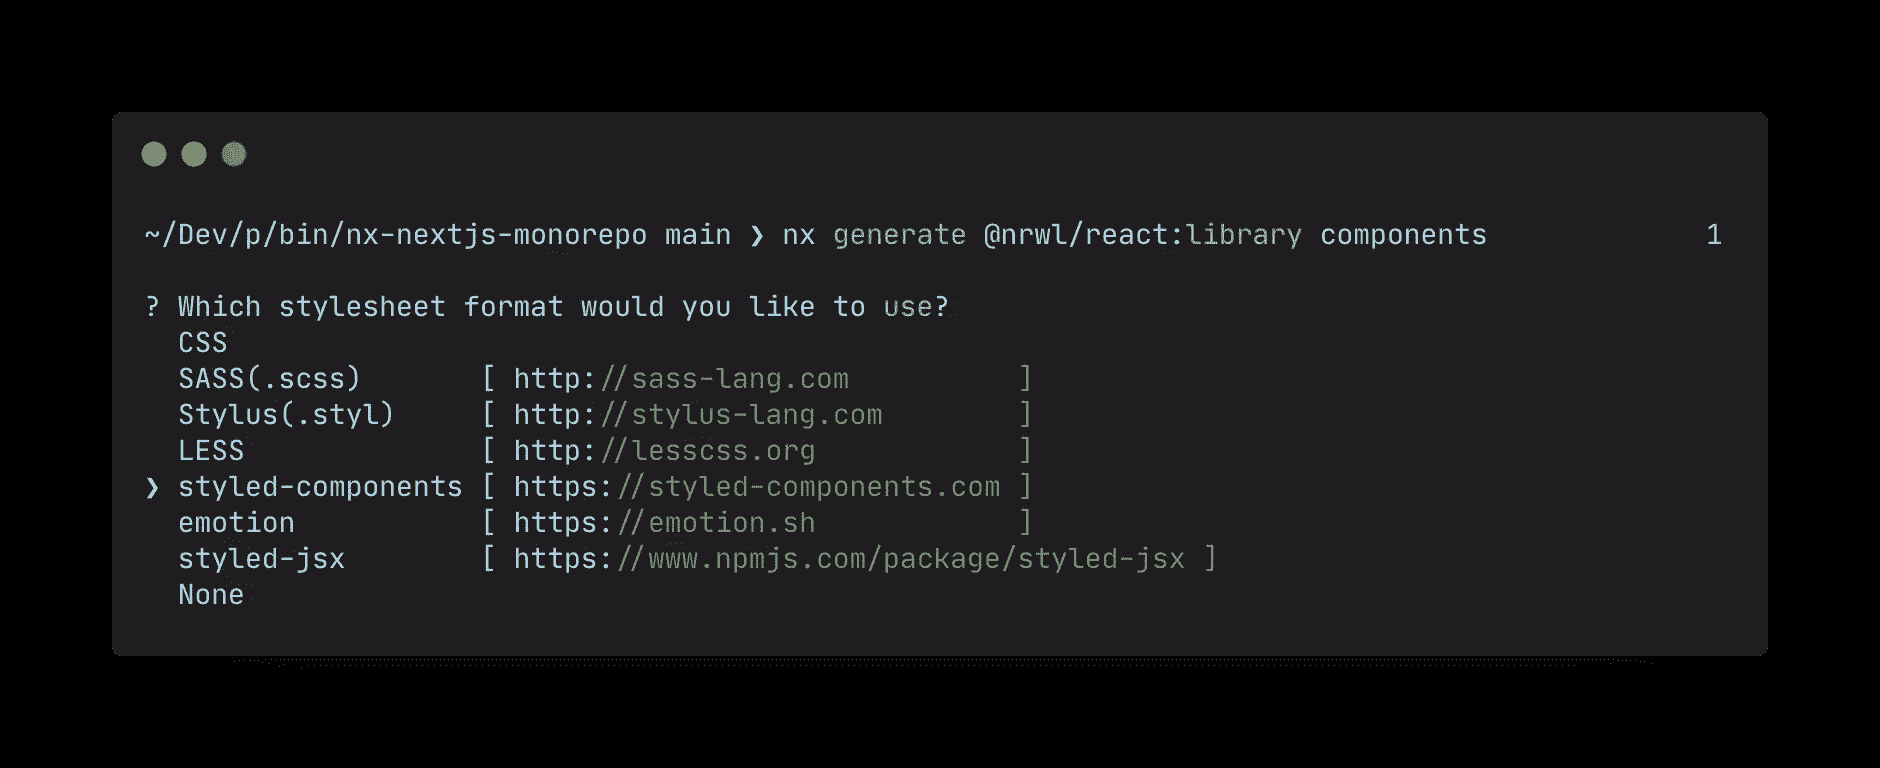 ~/Dev/p/bin/nx-nextjs-monorepo main ❯ nx generate @nrwl/react:library components 1
? Which stylesheet format would you like to use?
CSS
SASS(.scss) [ http://sass-lang.com ]
Stylus(.styl) [ http://stylus-lang.com ]
LESS [ http://lesscss.org ]
❯ styled-components [ https://styled-components.com ]
emotion [ https://emotion.sh ]
styled-jsx [ https://www.npmjs.com/package/styled-jsx ]
None